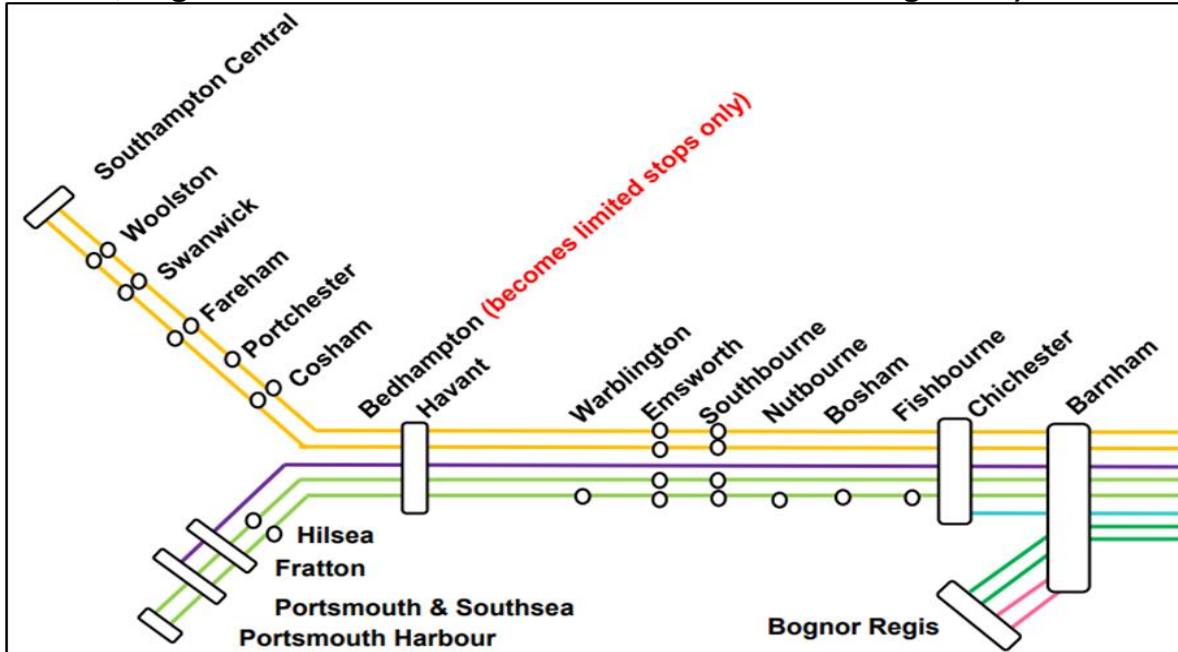 Southampton Central
Woolston
Swanwick
Fareham
Portchester
Cosham
Bedhampton (becomes limited stops only)
Havant
Warblington
Emsworth
Southbourne
Nutbourne
Bosham
Fishbourne
Chichester
Barnham
Hilsea
Fratton
Portsmouth & Southsea
Portsmouth Harbour
Bognor Regis